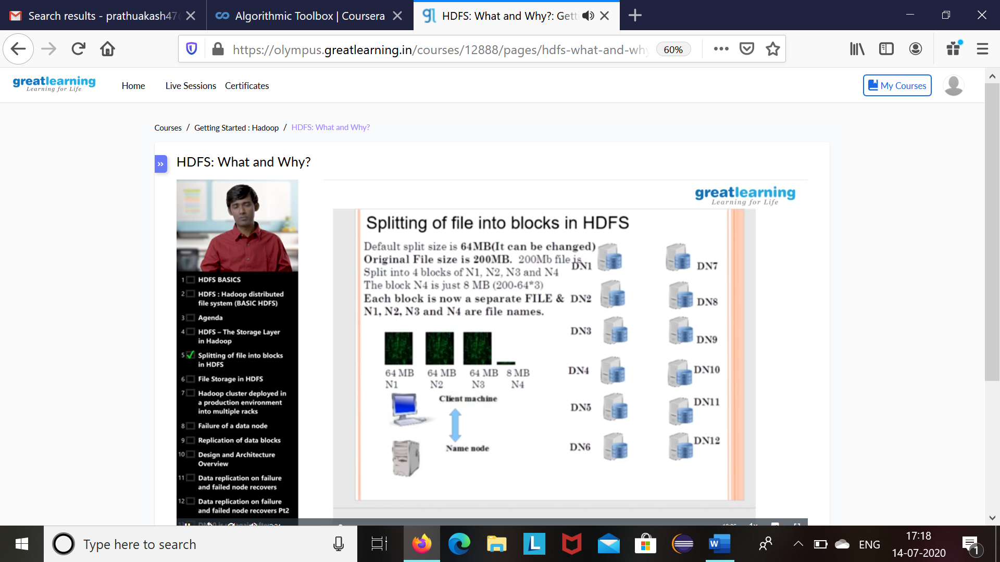 Search results - prathuakash47
Algorithmic Toolbox | Coursera
HDFS: What and Why?: Gett
https://olympus.greatlearning.in/courses/12888/pages/hdfs-what-and-why
60%
greatlearning
Learning for Life
Home
Live Sessions
Certificates
My Courses
Courses / Getting Started : Hadoop / HDFS: What and Why?
HDFS: What and Why?
1 HDFS BASICS
2 HDFS : Hadoop distributed
file system (BASIC HDFS)
3 Agenda
4 HDFS – The Storage Layer
in Hadoop
5 Splitting of file into blocks
in HDFS
6 File Storage in HDFS
7 Hadoop cluster deployed in
a production environment
into multiple racks
8 Failure of a data node
9 Replication of data blocks
10 Design and Architecture
Overview
11 Data replication on failure
and failed node recovers
12 Data replication on failure
and failed node recovers Pt2
greatlearning
Learning for Life
Splitting of file into blocks in HDFS
Default split size is 64MB(It can be changed)
Original File size is 200MB. 200Mb file is
Split into 4 blocks of N1, N2, N3 and N4
The block N4 is just 8 MB (200-64*3)
Each block is now a separate FILE &
N1, N2, N3 and N4 are file names.
64 MB 64 MB 64 MB 8 MB
N1 N2 N3 N4
Client machine
Name node
DN1
DN2
DN3
DN4
DN5
DN6
DN7
DN8
DN9
DN10
DN11
DN12
Type here to search
ENG
17:18
14-07-2020
1